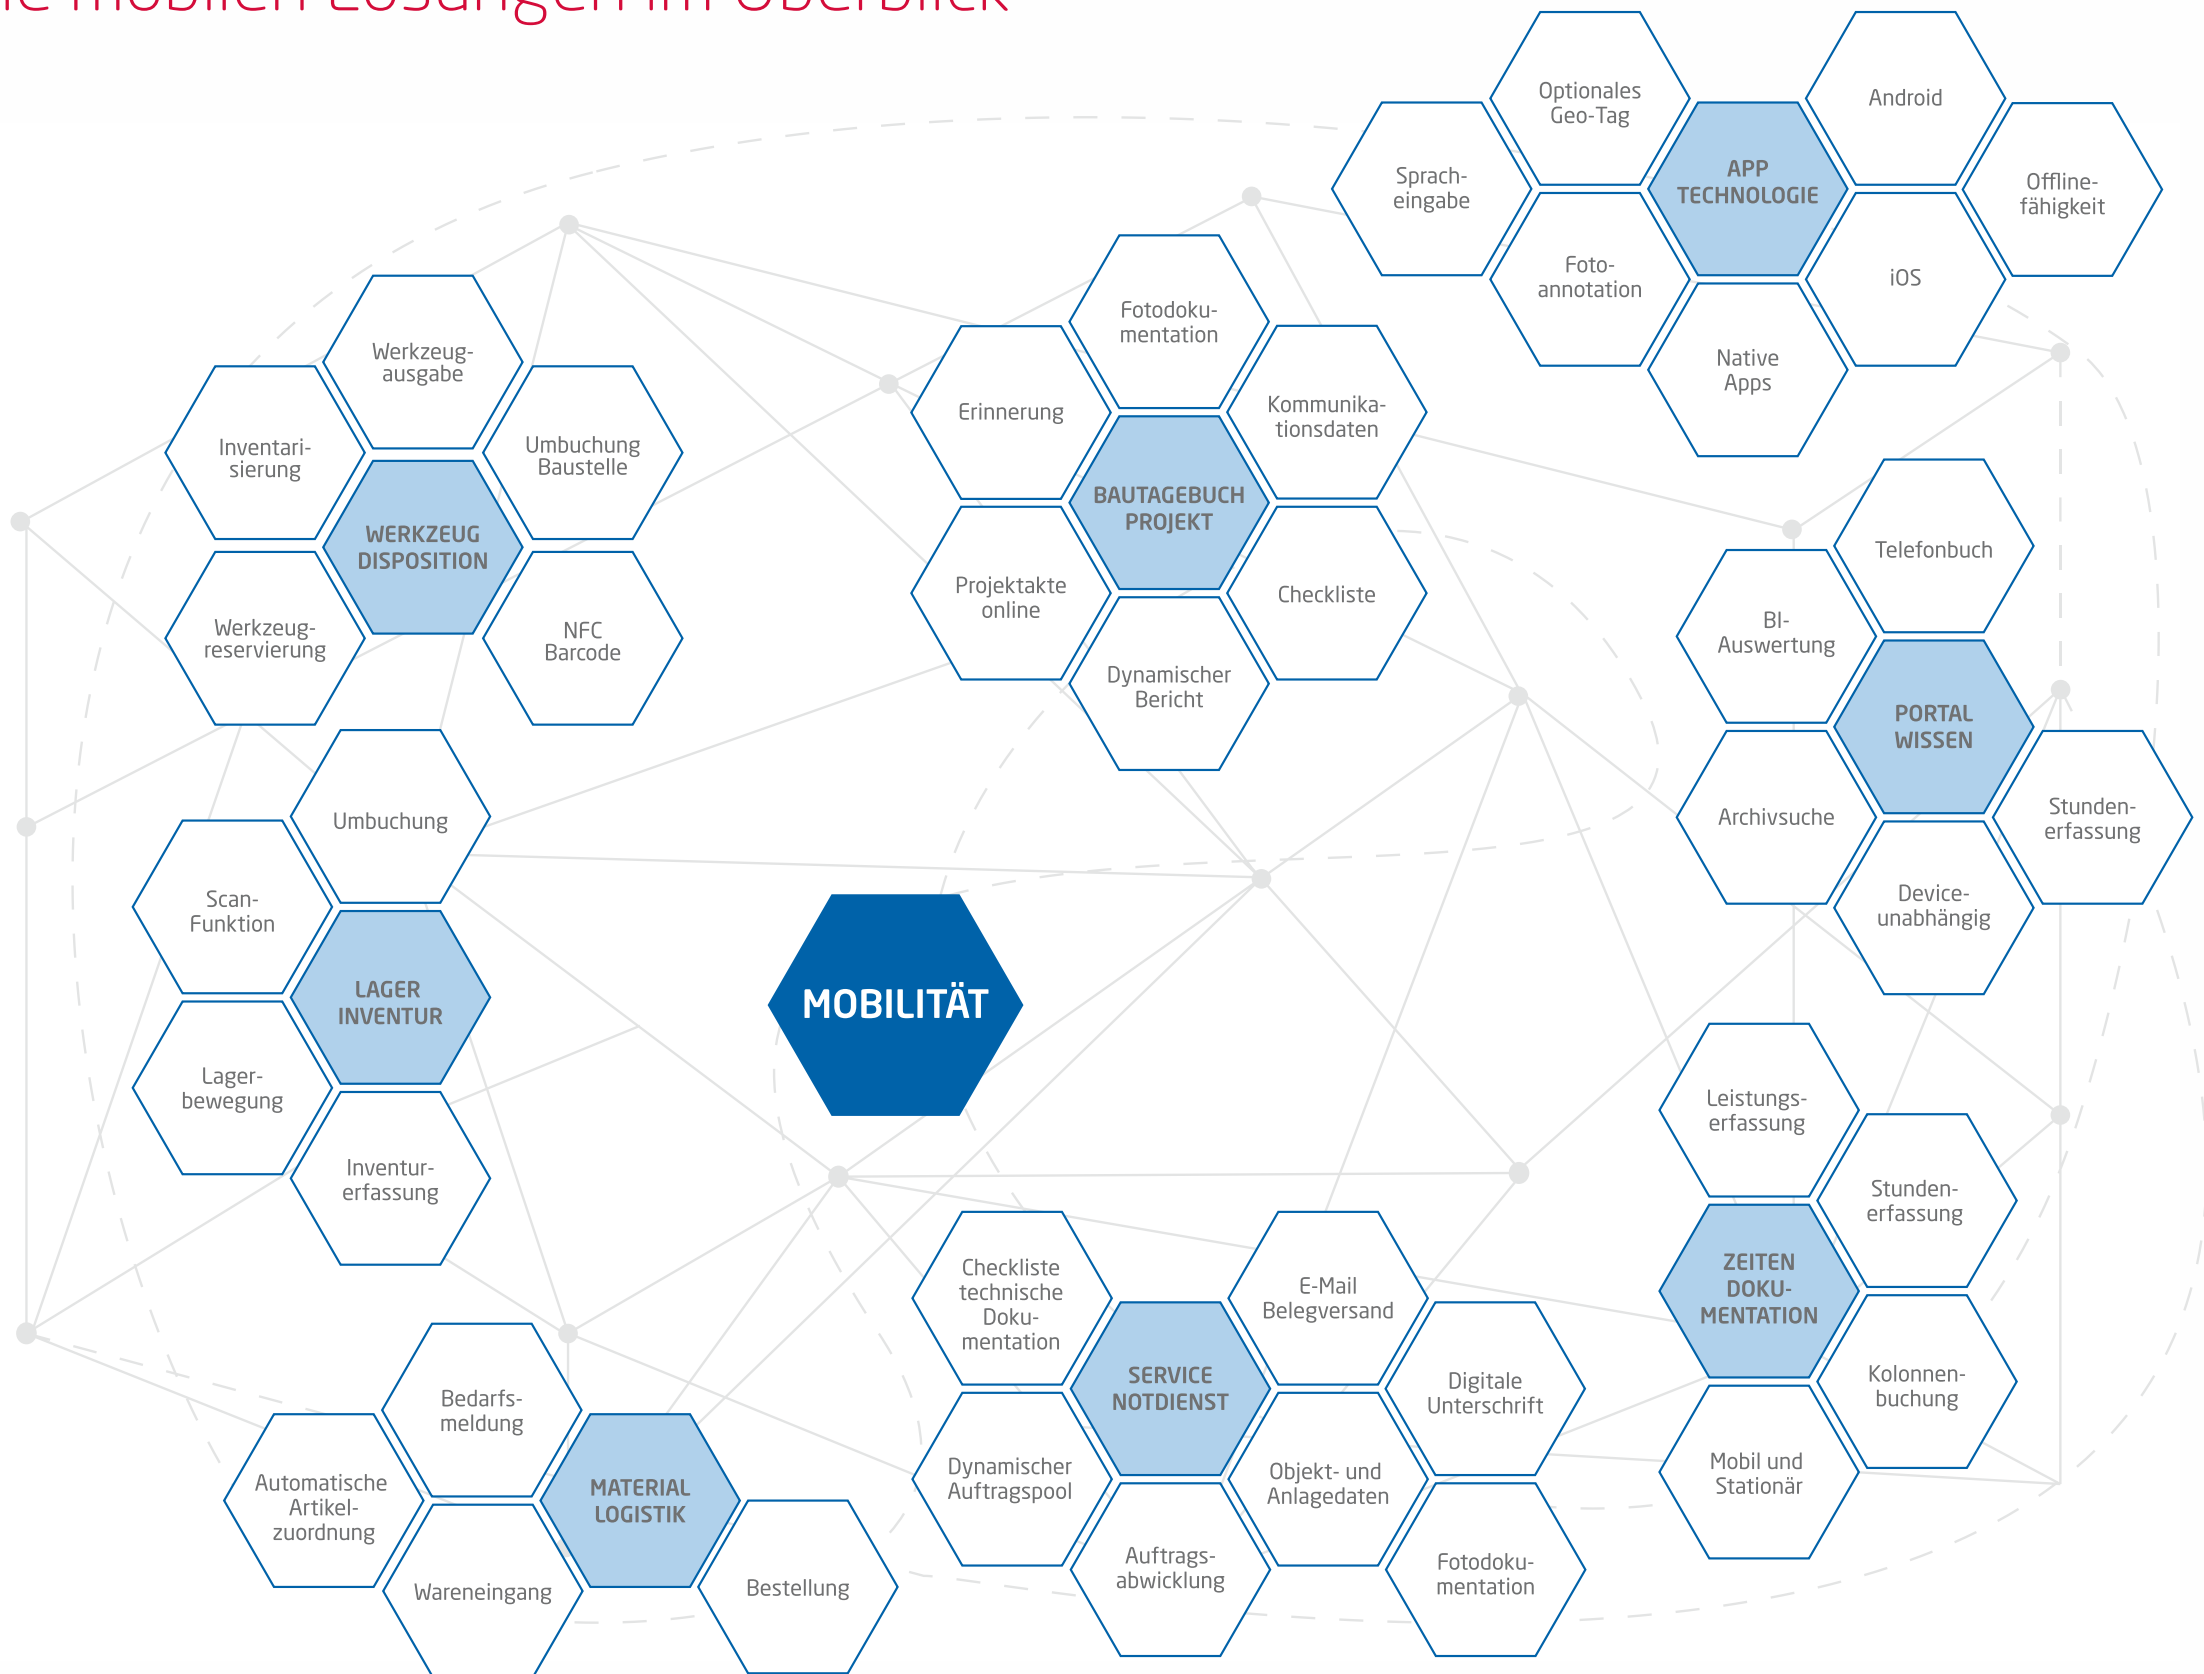 mobilen Lösungen im Überblick
Optionales
Geo-Tag
Android
Sprach-
eingabe
APP
TECHNOLOGIE
Offline-
fähigkeit
Foto-
annotation
iOS
Native
Apps
Werkzeug-
ausgabe
Inventari-
sierung
Umbuchung
Baustelle
WERKZEUG
DISPOSITION
Werkzeug-
reservierung
NFC
Barcode
Fotodoku-
mentation
Erinnerung
Kommunika-
tionsdaten
BAUTAGEBUCH
PROJEKT
Projektakte
online
Checkliste
Dynamischer
Bericht
Telefonbuch
BI-
Auswertung
PORTAL
WISSEN
Archivsuche
Stunden-
erfassung
Device-
unabhängig
Umbuchung
Scan-
Funktion
LAGER
INVENTUR
Lager-
bewegung
Inventur-
erfassung
MOBILITÄT
Leistungs-
erfassung
Stunden-
erfassung
ZEITEN
DOKU-
MENTATION
Kolonnen-
buchung
Mobil und
Stationär
Checkliste
technische
Doku-
mentation
E-Mail
Belegversand
SERVICE
NOTDIENST
Digitale
Unterschrift
Dynamischer
Auftragspool
Objekt- und
Anlagedaten
Auftrags-
abwicklung
Fotodoku-
mentation
Bedarfs-
meldung
Automatische
Artikel-
zuordnung
MATERIAL
LOGISTIK
Wareneingang
Bestellung